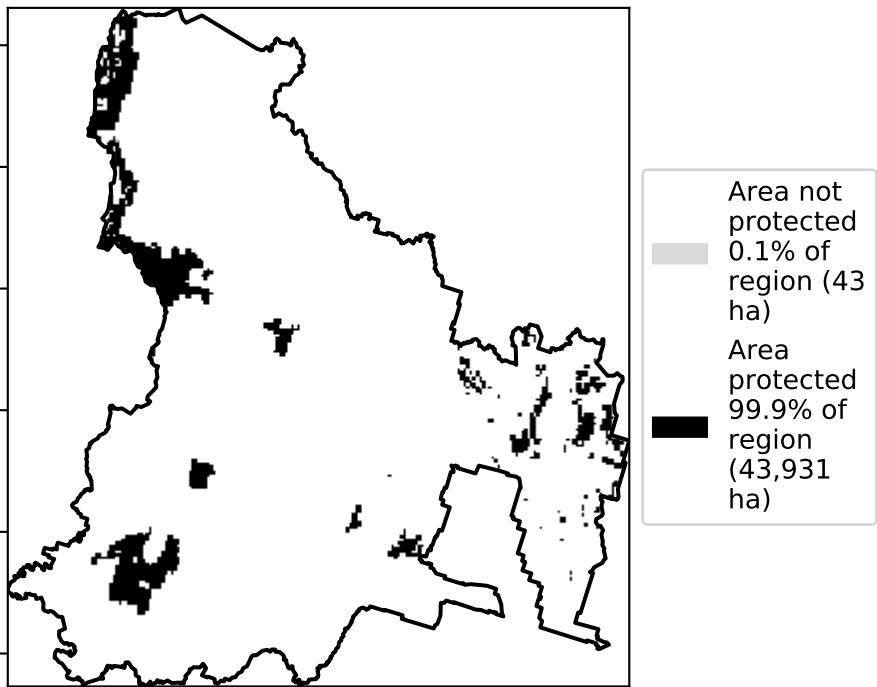 Area not
protected
0.1% of
region (43
ha)
Area
protected
99.9% of
region
(43,931
ha)